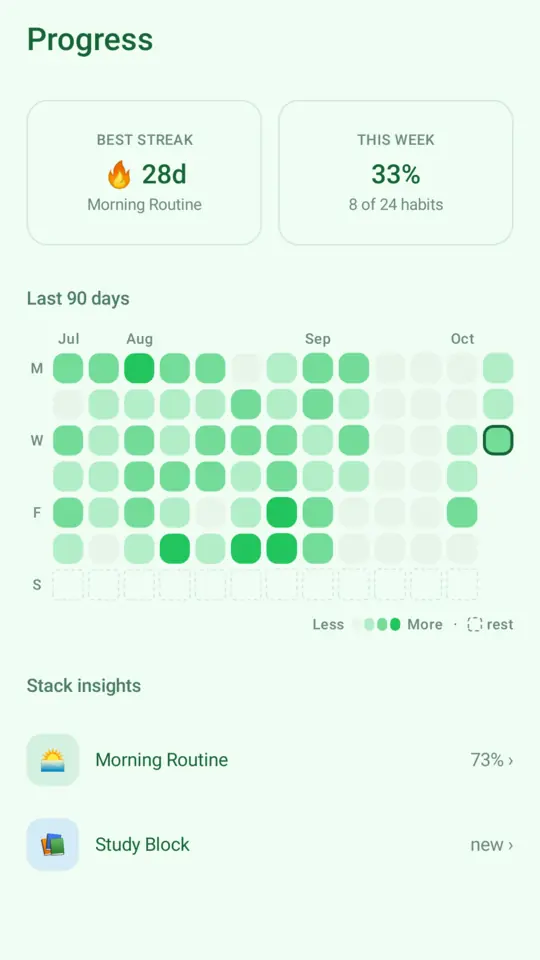 Progress
BEST STREAK
🔥 28d
Morning Routine
THIS WEEK
33%
8 of 24 habits
Last 90 days
Jul Aug Sep Oct
M
W
F
S
Less More · rest
Stack insights
Morning Routine 73% ›
Study Block new ›